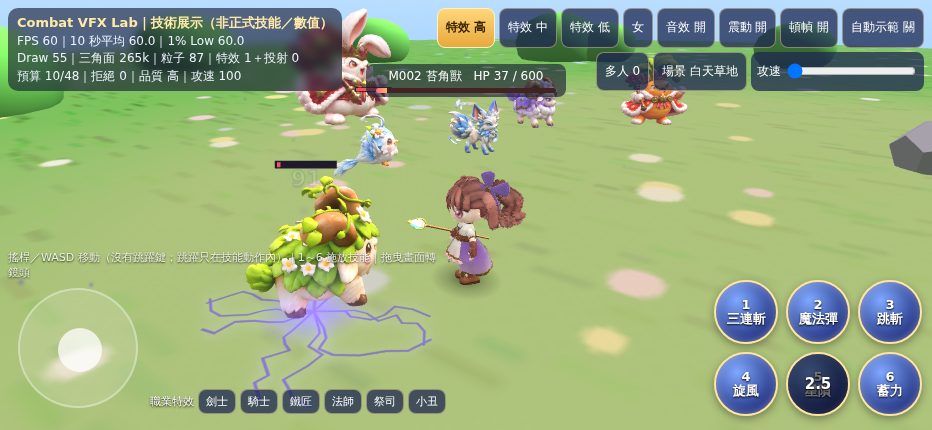 Combat VFX Lab｜技術展示（非正式技能／數值）
FPS 60｜10 秒平均 60.0｜1% Low 60.0
Draw 55｜三角面 265k｜粒子 87｜特效 1＋投射 0
預算 10/48｜拒絕 0｜品質 高｜攻速 100
特效 高
特效 中
特效 低
女
音效 開
震動 開
頓幀 開
自動示範 關
多人 0
場景 白天草地
攻速
M002 苔角獸 HP 37 / 600
91
搖桿／WASD 移動（沒有跳躍鍵；跳躍只在技能動作內）｜1～6 施放技能｜拖曳畫面轉
鏡頭
1
三連斬
2
魔法彈
3
跳斬
4
旋風
2.5
6
蓄力
職業特效
劍士
騎士
鐵匠
法師
祭司
小丑